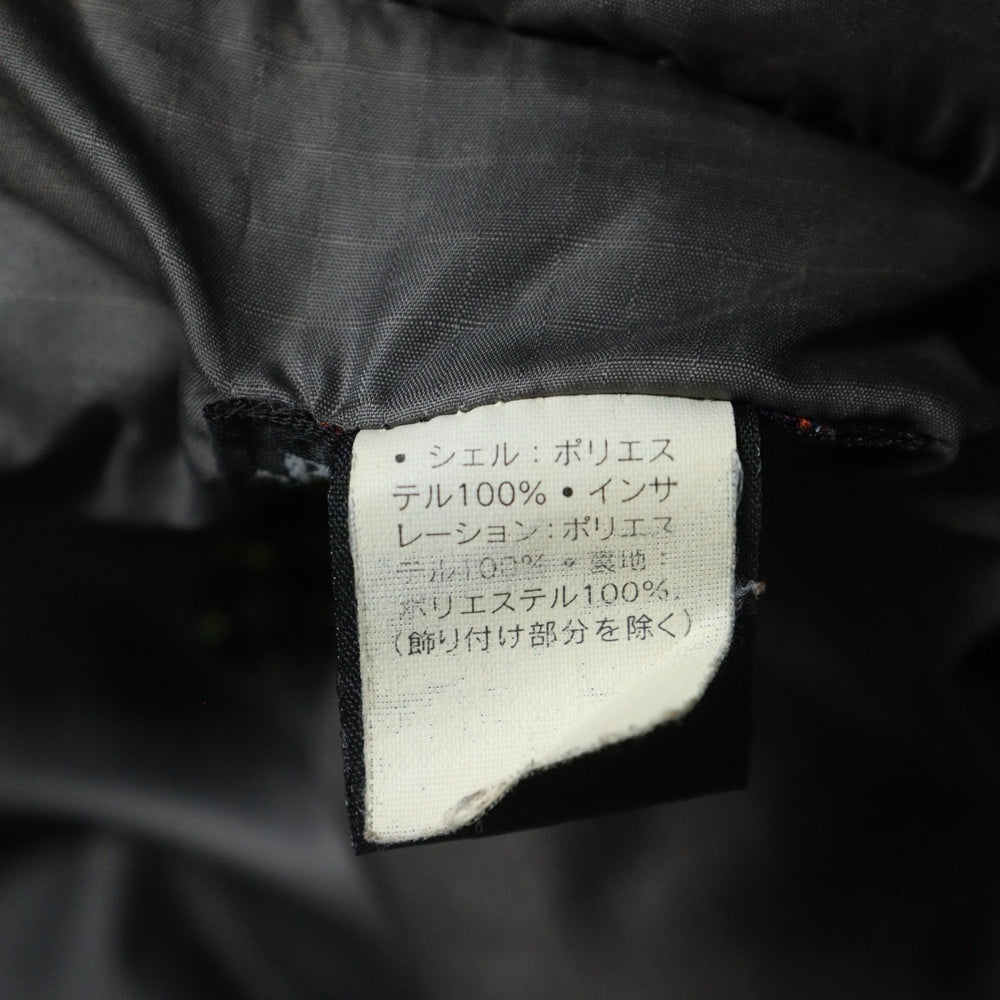 • シェル：ポリエス
テル100% • インサ
レーション：ポリエス
テル100% • 裏地：
ポリエステル100%
(飾り付け部分を除く)